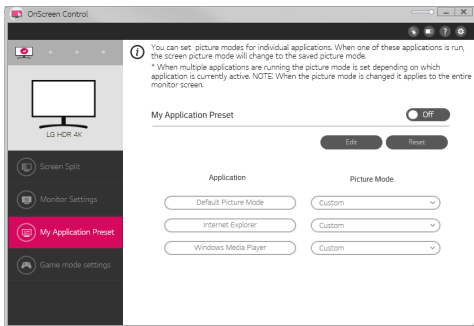 OnScreen Control
You can set picture modes for individual applications. When one of these applications is run,
the screen picture mode will change to the saved picture mode.
* When multiple applications are running the picture mode is set depending on which
application is currently active. NOTE: When the picture mode is changed it applies to the entire
monitor screen.
LG HDR 4K
My Application Preset
Off
Edit
Reset
Screen Split
Monitor Settings
My Application Preset
Game mode settings
Application
Picture Mode
Default Picture Mode
Custom
Internet Explorer
Custom
Windows Media Player
Custom